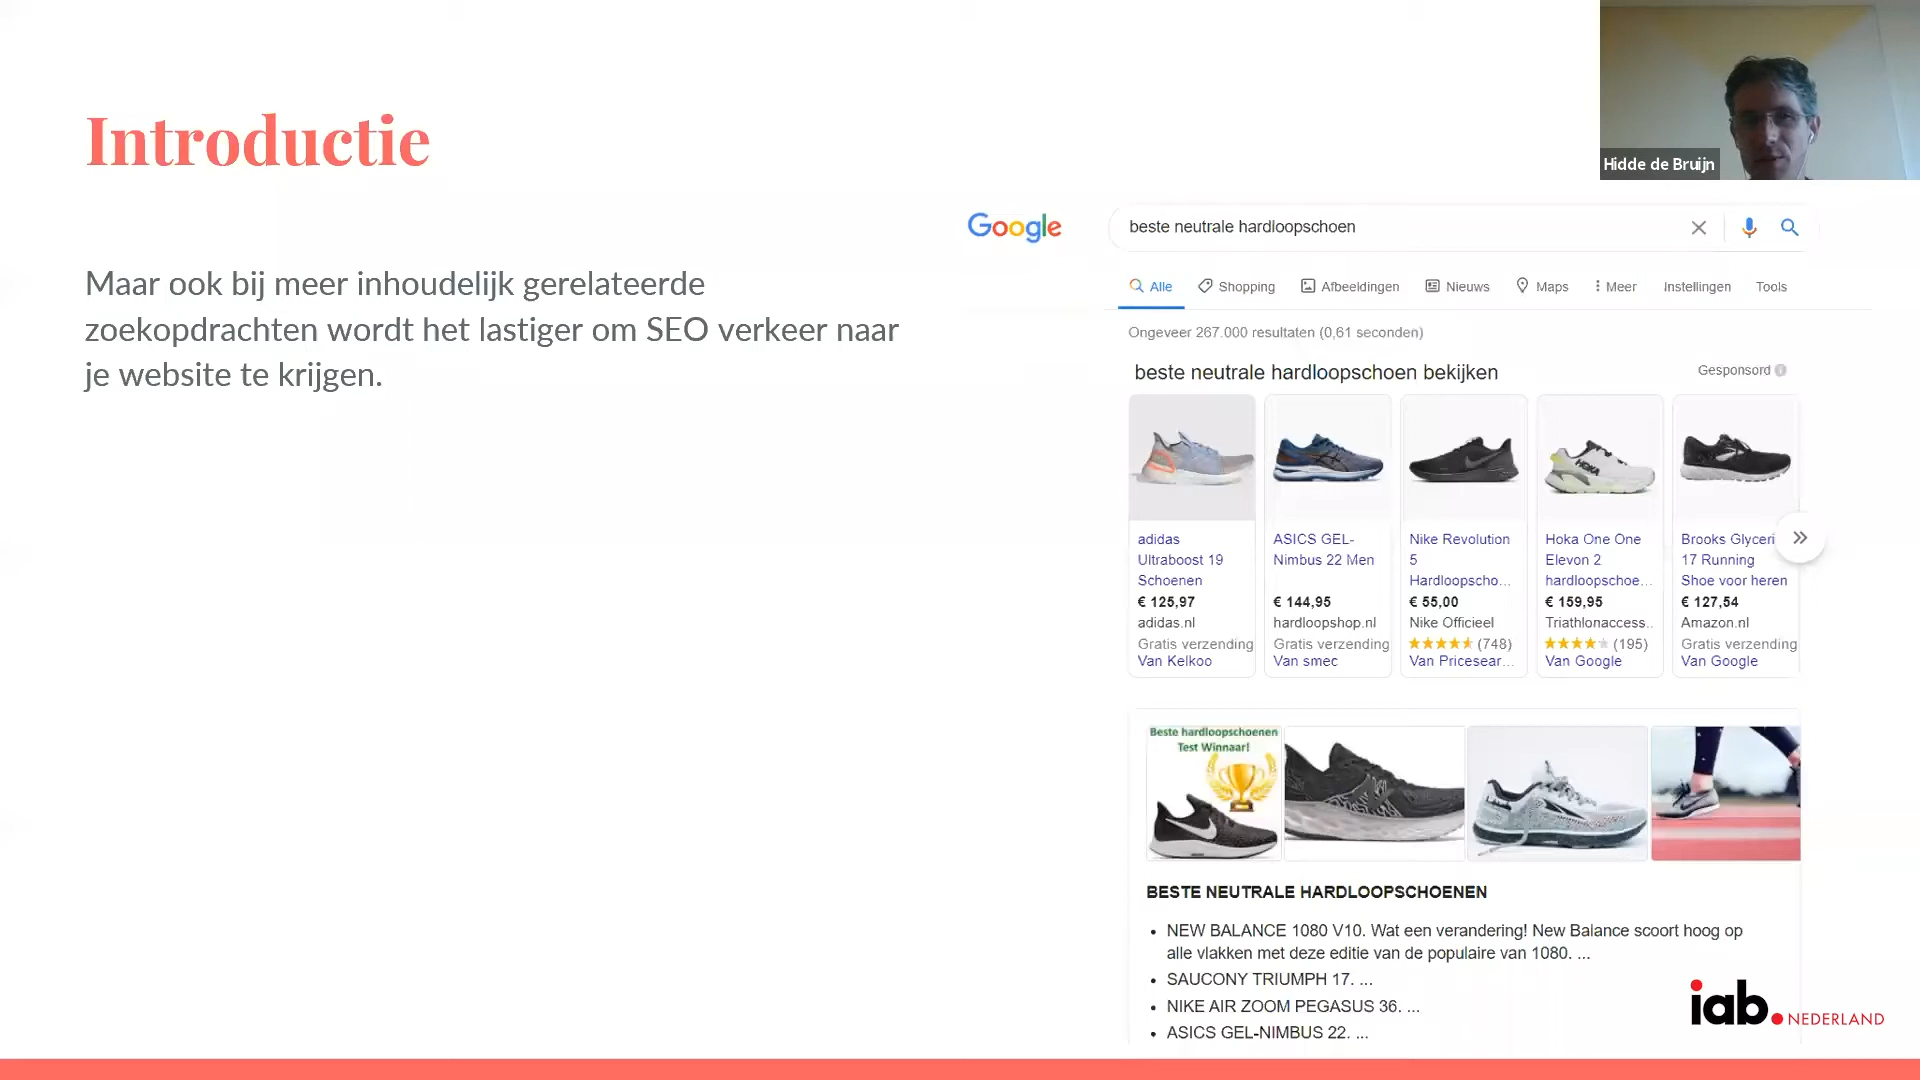 Introductie
Maar ook bij meer inhoudelijk gerelateerde
zoekopdrachten wordt het lastiger om SEO verkeer naar
je website te krijgen.
Hidde de Bruijn
Google
beste neutrale hardloopschoen
Alle Shopping Afbeeldingen Nieuws Maps Meer Instellingen Tools
Ongeveer 267.000 resultaten (0,61 seconden)
beste neutrale hardloopschoen bekijken
Gesponsord
adidas
Ultraboost 19
Schoenen
€ 125,97
adidas.nl
Gratis verzending
Van Kelkoo
ASICS GEL-
Nimbus 22 Men
€ 144,95
hardloopshop.nl
Gratis verzending
Van smec
Nike Revolution
5
Hardloopscho...
€ 55,00
Nike Officieel
(748)
Van Pricesear...
Hoka One One
Elevon 2
hardloopschoe...
€ 159,95
Triathlonaccess..
(195)
Van Google
Brooks Glyceri
17 Running
Shoe voor heren
€ 127,54
Amazon.nl
Gratis verzending
Van Google
Beste hardloopschoenen
Test Winnaar!
HOKA
BESTE NEUTRALE HARDLOOPSCHOENEN
• NEW BALANCE 1080 V10. Wat een verandering! New Balance scoort hoog op
alle vlakken met deze editie van de populaire van 1080. ...
• SAUCONY TRIUMPH 17. ...
• NIKE AIR ZOOM PEGASUS 36. ...
• ASICS GEL-NIMBUS 22. ...
iab. NEDERLAND